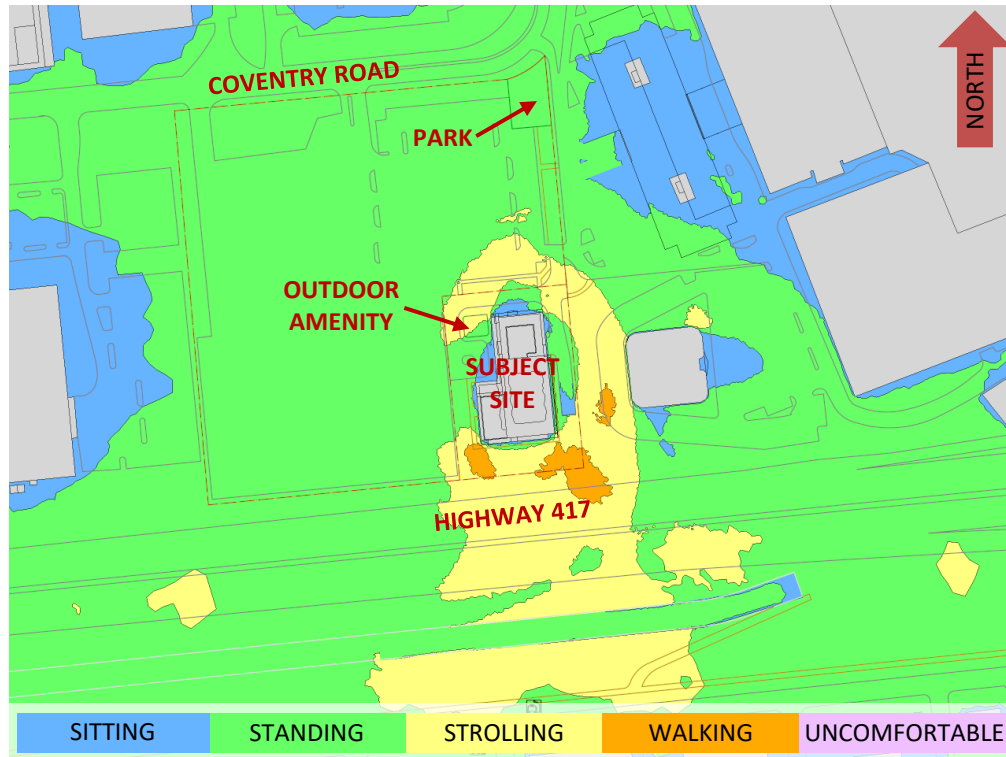 COVENTRY ROAD
NORTH
PARK
OUTDOOR
AMENITY
SUBJECT
SITE
HIGHWAY 417
SITTING
STANDING
STROLLING
WALKING
UNCOMFORTABLE